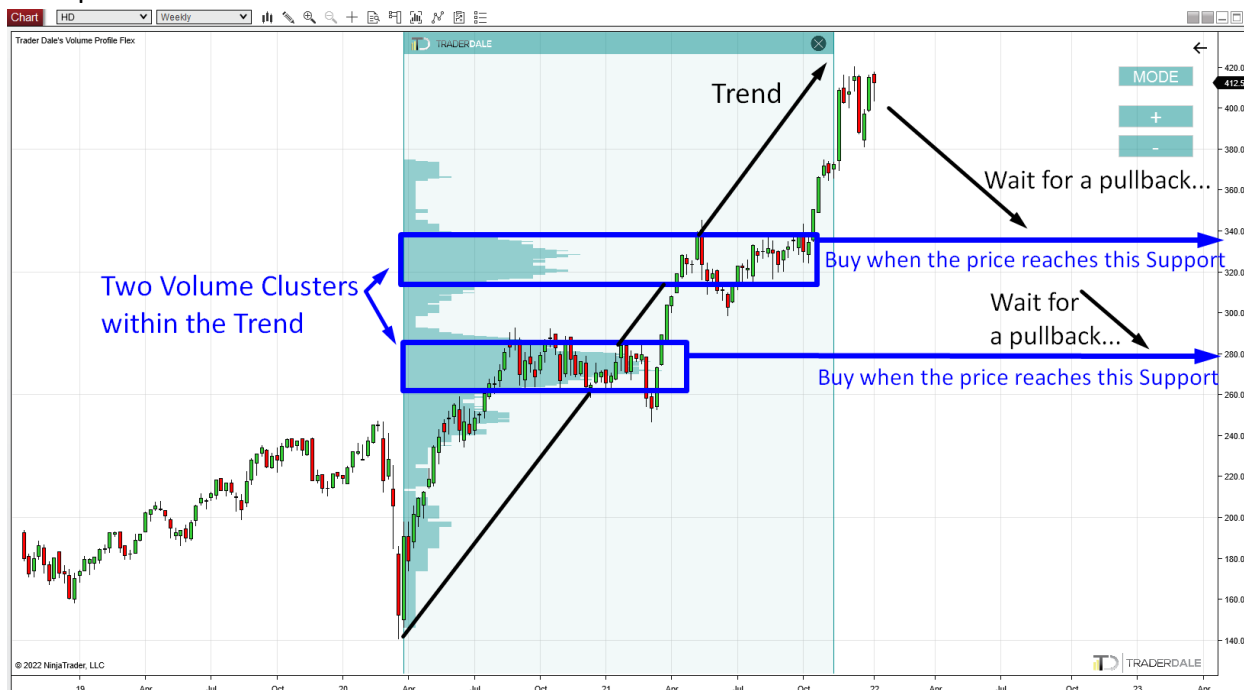 Chart HD Weekly
Trader Dale's Volume Profile Flex
TRADERDALE
MODE
+
-
Trend
Wait for a pullback...
Buy when the price reaches this Support
Two Volume Clusters
within the Trend
Wait for
a pullback...
Buy when the price reaches this Support
420.0
412.5
400.0
380.0
360.0
340.0
320.0
300.0
280.0
260.0
240.0
220.0
200.0
180.0
160.0
140.0
© 2022 NinjaTrader, LLC
TRADERDALE
19 Apr Jul Oct 20 Apr Jul Oct 21 Apr Jul Oct 22 Apr Jul Oct 23 Apr